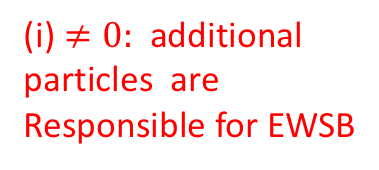 (i) ≠ 0: additional
particles are
Responsible for EWSB